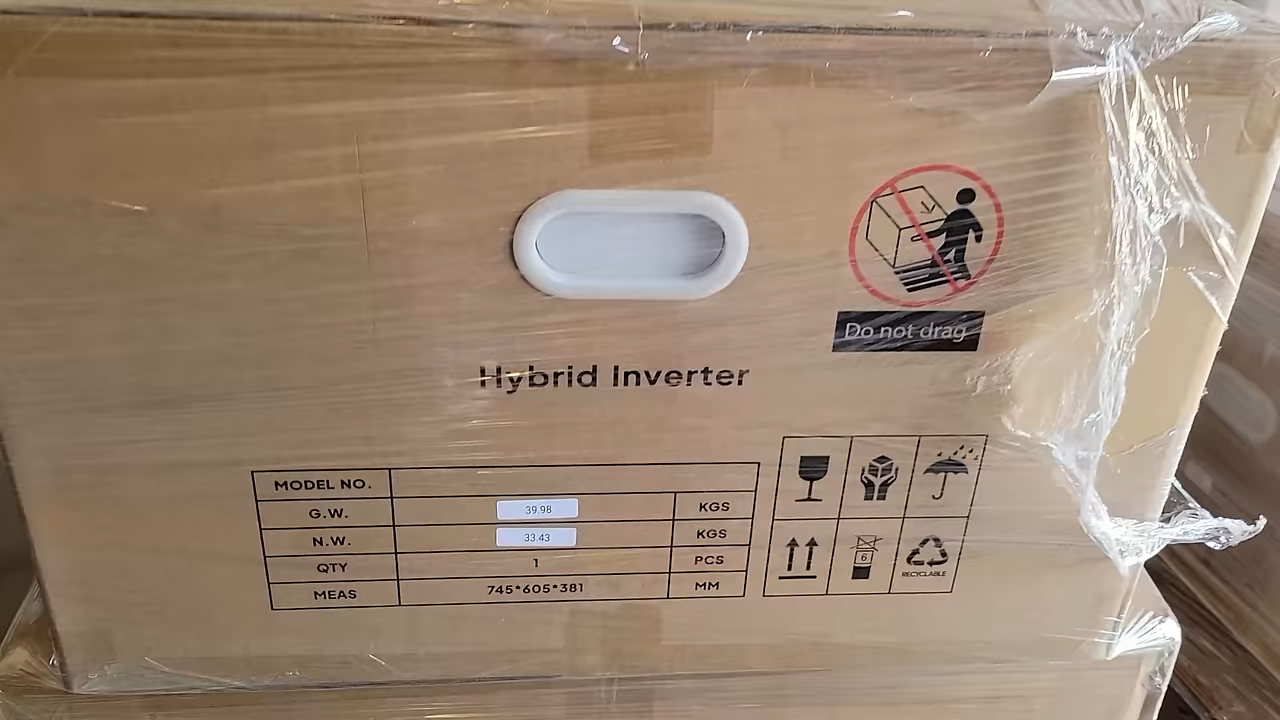 Do not drag
Hybrid Inverter
MODEL NO.
G.W. 39.98 KGS
N.W. 33.43 KGS
QTY 1 PCS
MEAS 745*605*381 MM
6
RECYCLABLE